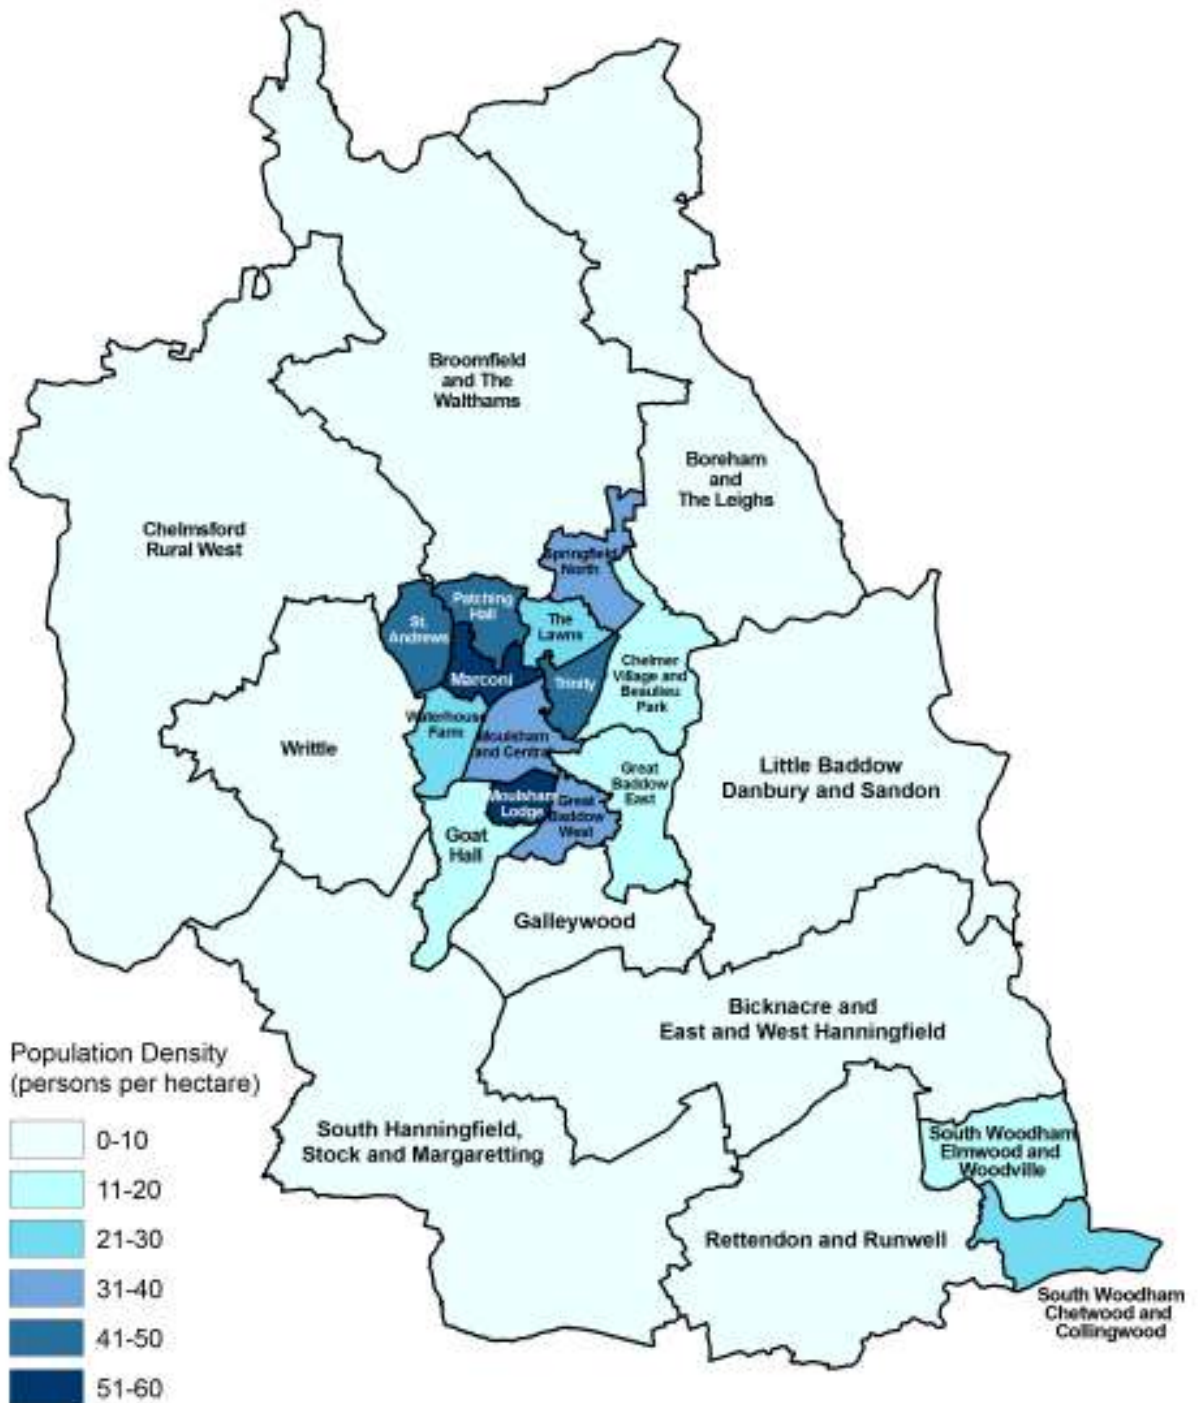 Broomfield
and The
Walthams
Boreham
and
The Leighs
Chelmsford
Rural West
Springfield
North
Patching
Hall
St.
Andrews
The
Lawns
Marconi
Trinity
Chelmer
Village and
Beaulieu
Park
Waterhouse
Farm
Moulsham
and Central
Writtle
Great
Baddow
East
Little Baddow
Danbury and Sandon
Moulsham
Lodge
Great
Baddow
West
Goat
Hall
Galleywood
Bicknacre and
East and West Hanningfield
South Hanningfield,
Stock and Margaretting
South Woodham
Elmwood and
Woodville
Rettendon and Runwell
South Woodham
Chetwood and
Collingwood
Population Density
(persons per hectare)
0-10
11-20
21-30
31-40
41-50
51-60